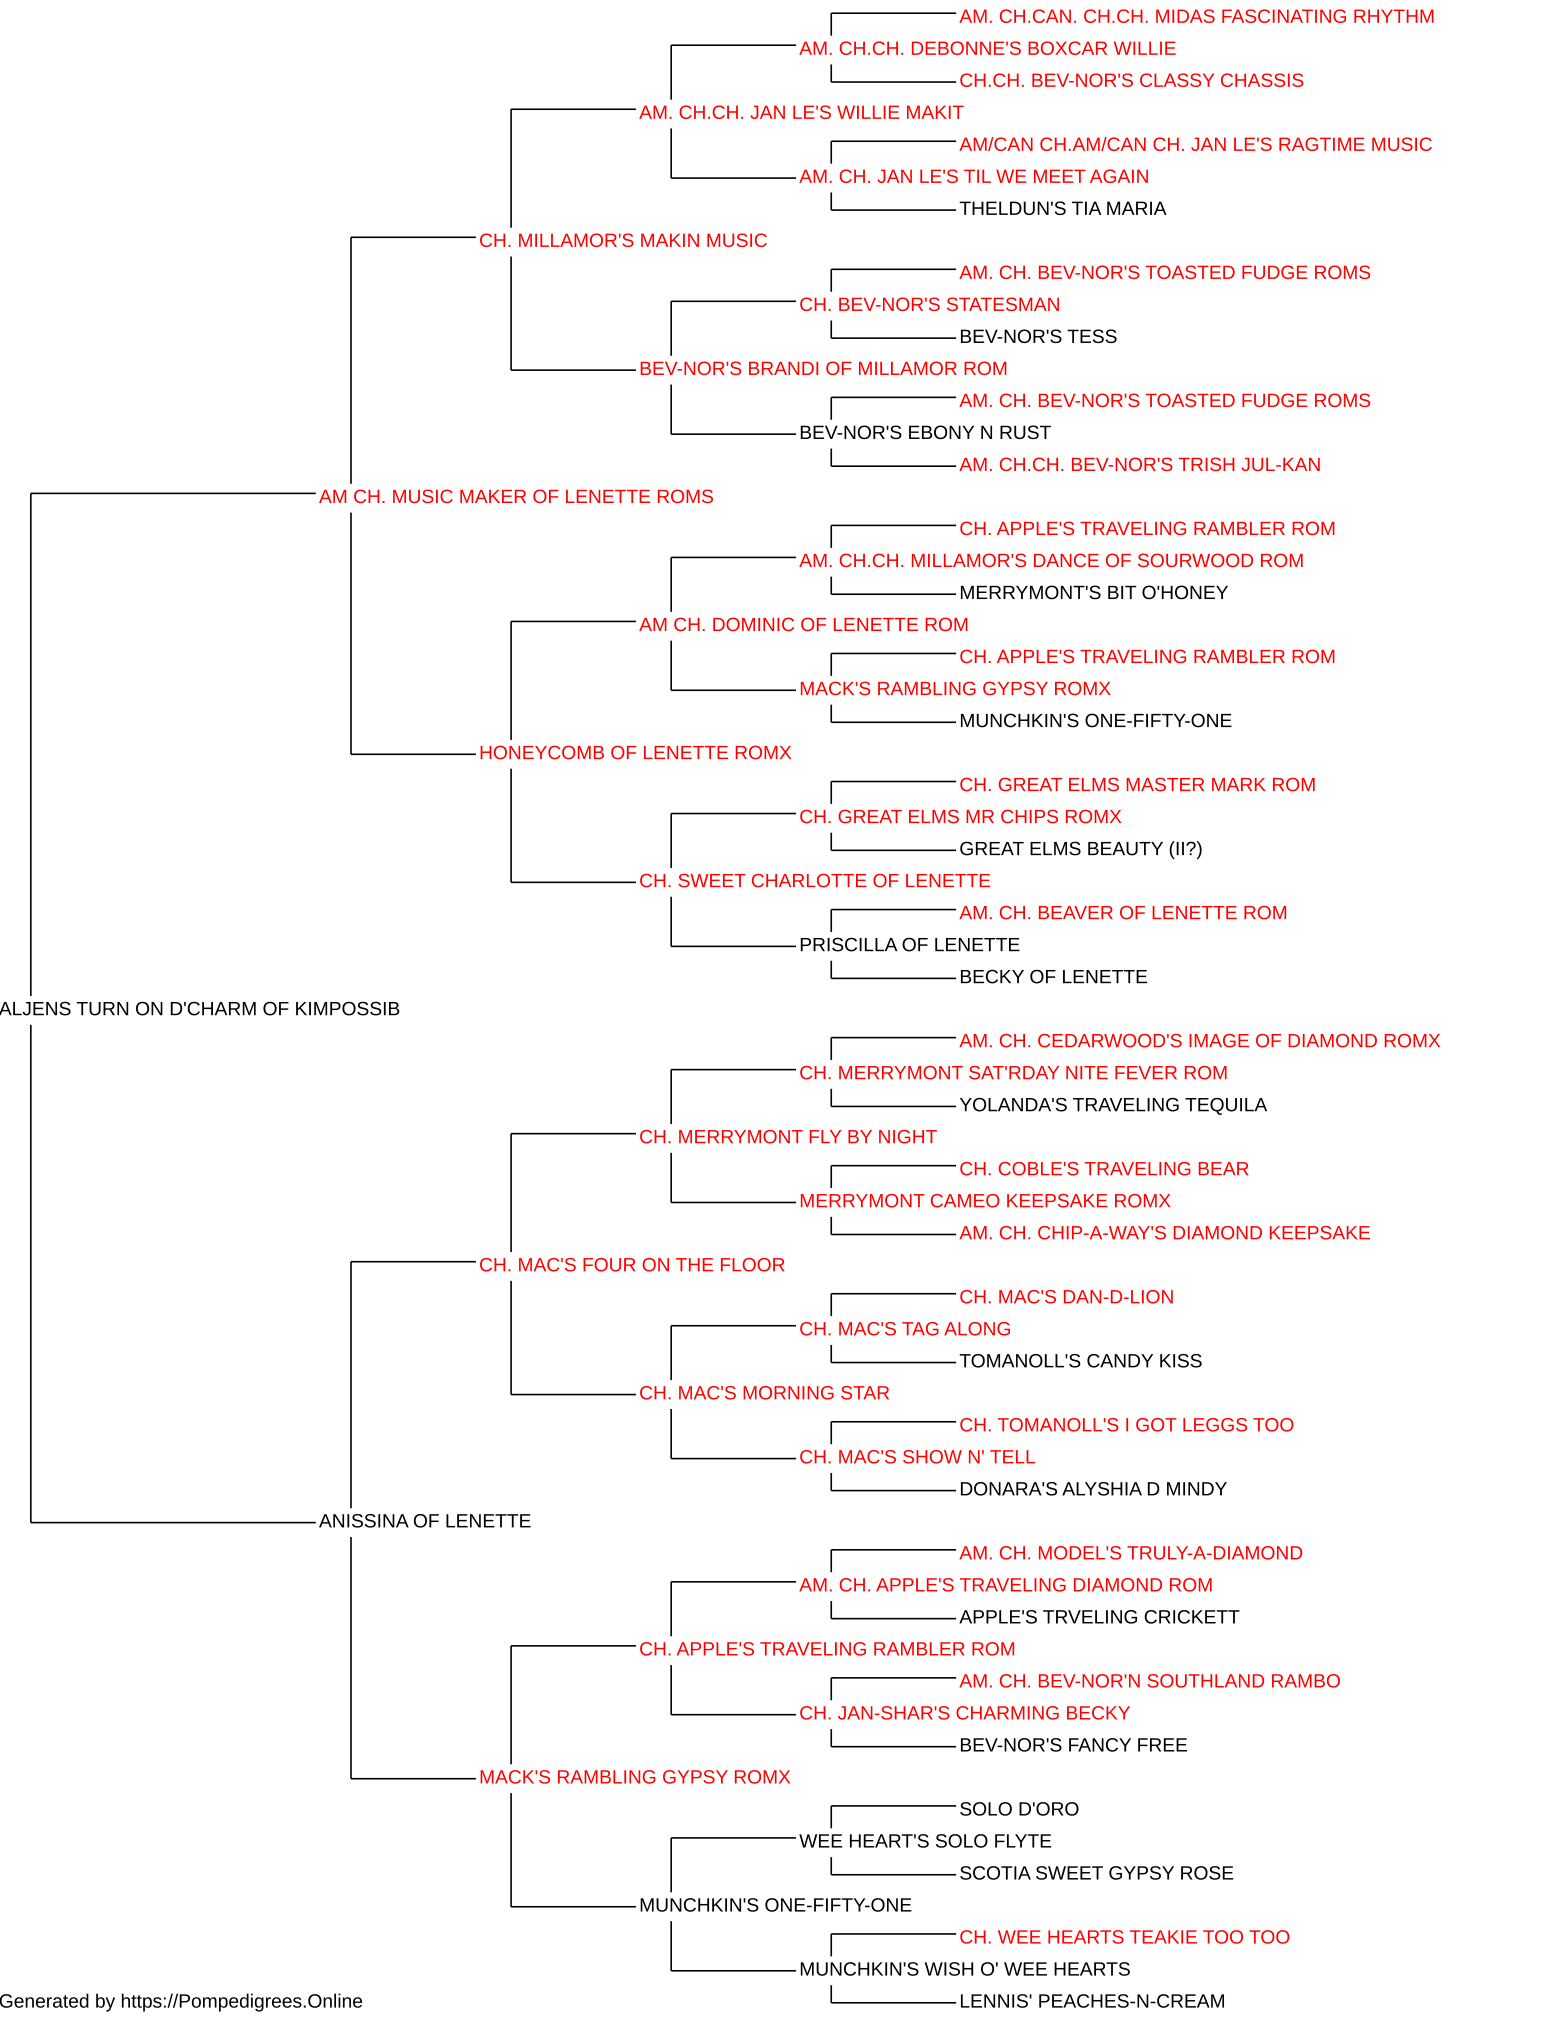 AM. CH.CAN. CH.CH. MIDAS FASCINATING RHYTHM
AM. CH.CH. DEBONNE'S BOXCAR WILLIE
CH.CH. BEV-NOR'S CLASSY CHASSIS
AM. CH.CH. JAN LE'S WILLIE MAKIT
AM/CAN CH.AM/CAN CH. JAN LE'S RAGTIME MUSIC
AM. CH. JAN LE'S TIL WE MEET AGAIN
THELDUN'S TIA MARIA
CH. MILLAMOR'S MAKIN MUSIC
AM. CH. BEV-NOR'S TOASTED FUDGE ROMS
CH. BEV-NOR'S STATESMAN
BEV-NOR'S TESS
BEV-NOR'S BRANDI OF MILLAMOR ROM
AM. CH. BEV-NOR'S TOASTED FUDGE ROMS
BEV-NOR'S EBONY N RUST
AM. CH.CH. BEV-NOR'S TRISH JUL-KAN
AM CH. MUSIC MAKER OF LENETTE ROMS
CH. APPLE'S TRAVELING RAMBLER ROM
AM. CH.CH. MILLAMOR'S DANCE OF SOURWOOD ROM
MERRYMONT'S BIT O'HONEY
AM CH. DOMINIC OF LENETTE ROM
CH. APPLE'S TRAVELING RAMBLER ROM
MACK'S RAMBLING GYPSY ROMX
MUNCHKIN'S ONE-FIFTY-ONE
HONEYCOMB OF LENETTE ROMX
CH. GREAT ELMS MASTER MARK ROM
CH. GREAT ELMS MR CHIPS ROMX
GREAT ELMS BEAUTY (II?)
CH. SWEET CHARLOTTE OF LENETTE
AM. CH. BEAVER OF LENETTE ROM
PRISCILLA OF LENETTE
BECKY OF LENETTE
ALJENS TURN ON D'CHARM OF KIMPOSSIB
AM. CH. CEDARWOOD'S IMAGE OF DIAMOND ROMX
CH. MERRYMONT SAT'RDAY NITE FEVER ROM
YOLANDA'S TRAVELING TEQUILA
CH. MERRYMONT FLY BY NIGHT
CH. COBLE'S TRAVELING BEAR
MERRYMONT CAMEO KEEPSAKE ROMX
AM. CH. CHIP-A-WAY'S DIAMOND KEEPSAKE
CH. MAC'S FOUR ON THE FLOOR
CH. MAC'S DAN-D-LION
CH. MAC'S TAG ALONG
TOMANOLL'S CANDY KISS
CH. MAC'S MORNING STAR
CH. TOMANOLL'S I GOT LEGGS TOO
CH. MAC'S SHOW N' TELL
DONARA'S ALYSHIA D MINDY
ANISSINA OF LENETTE
AM. CH. MODEL'S TRULY-A-DIAMOND
AM. CH. APPLE'S TRAVELING DIAMOND ROM
APPLE'S TRVELING CRICKETT
CH. APPLE'S TRAVELING RAMBLER ROM
AM. CH. BEV-NOR'N SOUTHLAND RAMBO
CH. JAN-SHAR'S CHARMING BECKY
BEV-NOR'S FANCY FREE
MACK'S RAMBLING GYPSY ROMX
SOLO D'ORO
WEE HEART'S SOLO FLYTE
SCOTIA SWEET GYPSY ROSE
MUNCHKIN'S ONE-FIFTY-ONE
CH. WEE HEARTS TEAKIE TOO TOO
MUNCHKIN'S WISH O' WEE HEARTS
LENNIS' PEACHES-N-CREAM
Generated by https://Pompedigrees.Online